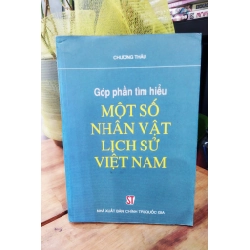 CHƯƠNG THÂU
Góp phần tìm hiểu
MỘT SỐ
NHÂN VẬT
LỊCH SỬ
VIỆT NAM
ST
NHÀ XUẤT BẢN CHÍNH TRỊ QUỐC GIA